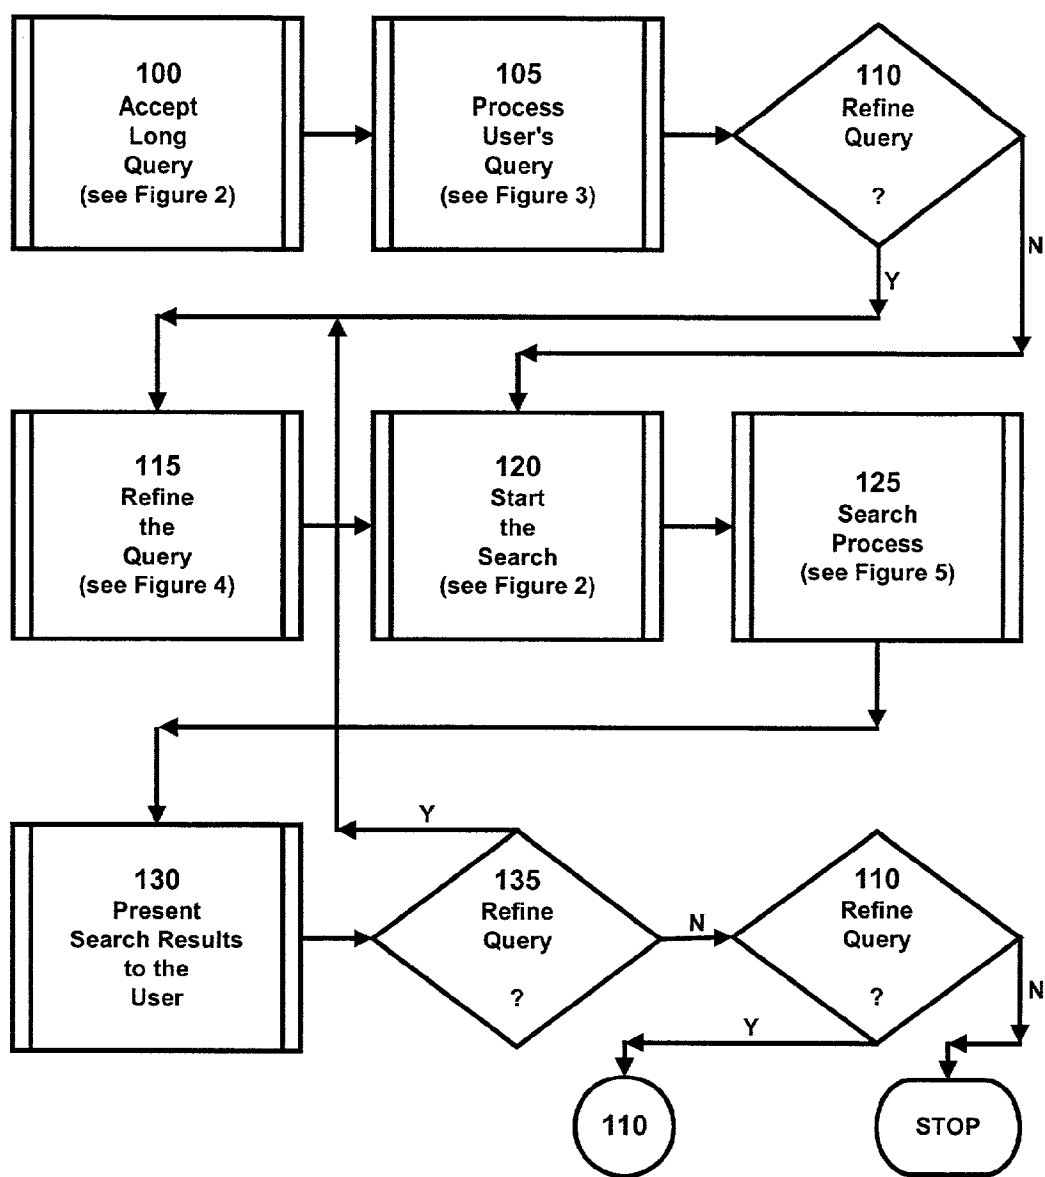 100
Accept
Long
Query
(see Figure 2)
105
Process
User's
Query
(see Figure 3)
110
Refine
Query
?
N
Y
115
Refine
the
Query
(see Figure 4)
120
Start
the
Search
(see Figure 2)
125
Search
Process
(see Figure 5)
130
Present
Search Results
to the
User
Y
135
Refine
Query
?
N
110
Refine
Query
?
N
Y
110
STOP